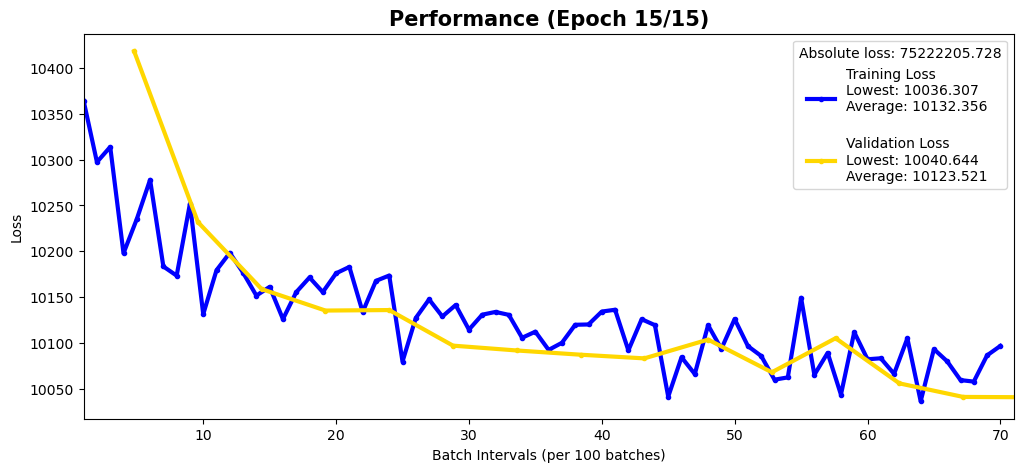 Performance (Epoch 15/15)
Absolute loss: 75222205.728
Training Loss
Lowest: 10036.307
Average: 10132.356
Validation Loss
Lowest: 10040.644
Average: 10123.521
Loss
10400
10350
10300
10250
10200
10150
10100
10050
10 20 30 40 50 60 70
Batch Intervals (per 100 batches)